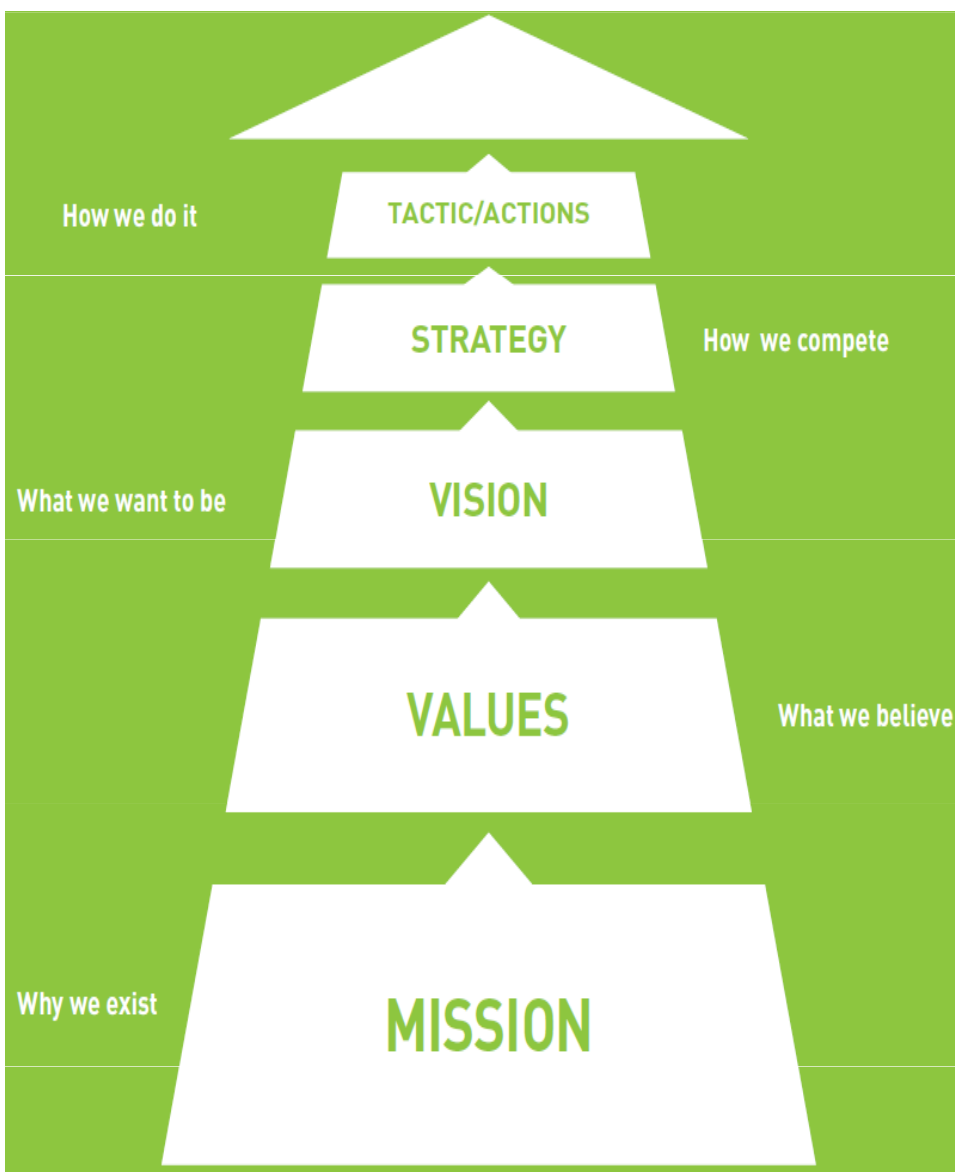 How we do it
TACTIC/ACTIONS
STRATEGY
How we compete
What we want to be
VISION
VALUES
What we believe
Why we exist
MISSION